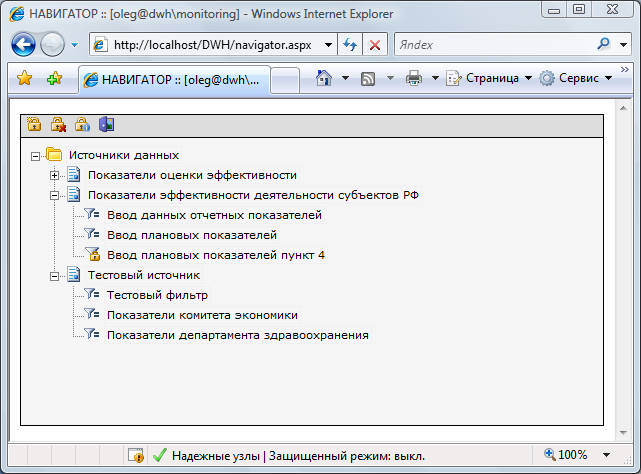 НАВИГАТОР :: [oleg@dwh\monitoring] - Windows Internet Explorer
http://localhost/DWH/navigator.aspx
Яndex
НАВИГАТОР :: [oleg@dwh\...
Страница
Сервис
Источники данных
Показатели оценки эффективности
Показатели эффективности деятельности субъектов РФ
Ввод данных отчетных показателей
Ввод плановых показателей
Ввод плановых показателей пункт 4
Тестовый источник
Тестовый фильтр
Показатели комитета экономики
Показатели департамента здравоохранения
Надежные узлы | Защищенный режим: выкл.
100%